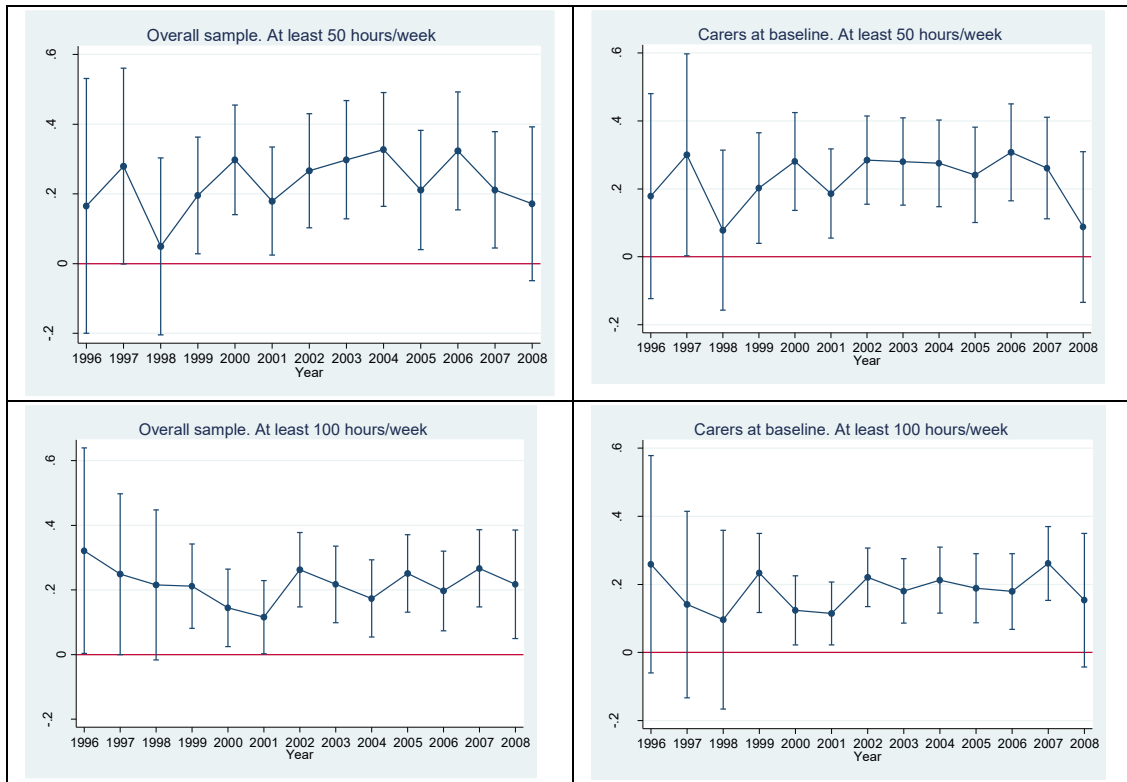 Overall sample. At least 50 hours/week
.6
.4
.2
0
-.2
1996 1997 1998 1999 2000 2001 2002 2003 2004 2005 2006 2007 2008
Year
Carers at baseline. At least 50 hours/week
.6
.4
.2
0
-.2
1996 1997 1998 1999 2000 2001 2002 2003 2004 2005 2006 2007 2008
Year
Overall sample. At least 100 hours/week
.6
.4
.2
0
-.2
1996 1997 1998 1999 2000 2001 2002 2003 2004 2005 2006 2007 2008
Year
Carers at baseline. At least 100 hours/week
.6
.4
.2
0
-.2
1996 1997 1998 1999 2000 2001 2002 2003 2004 2005 2006 2007 2008
Year